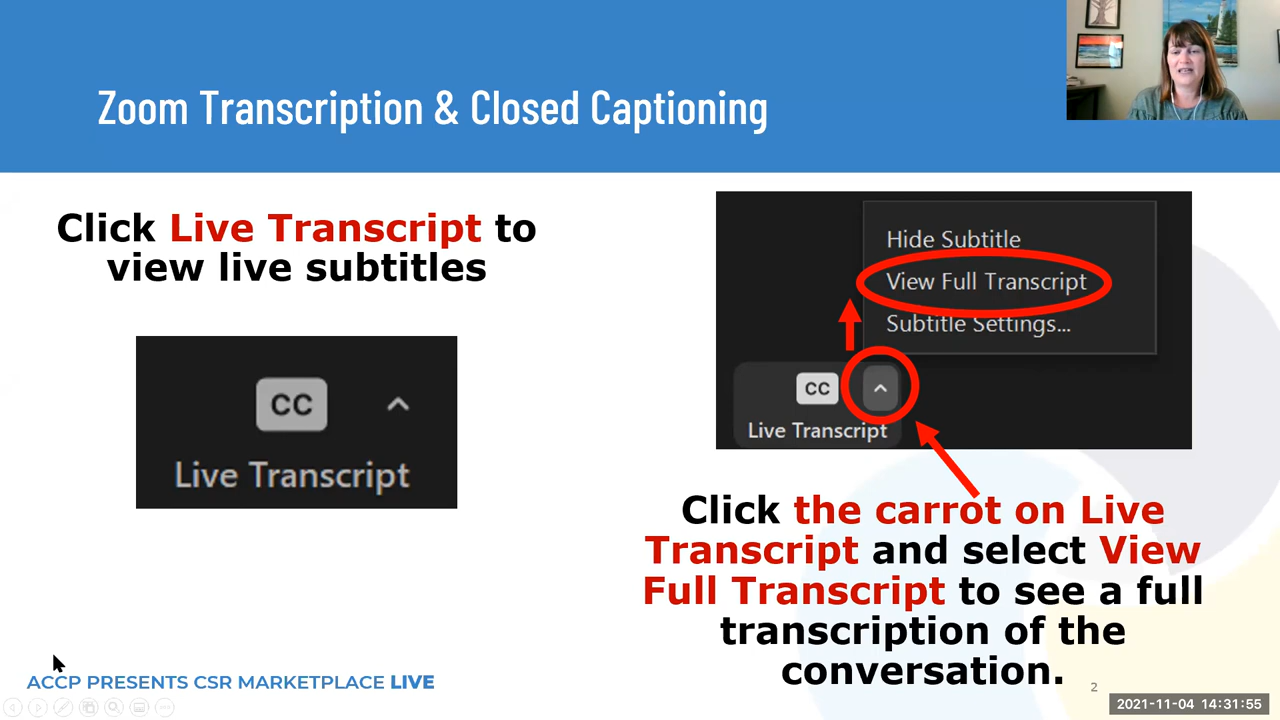 Zoom Transcription & Closed Captioning
Click Live Transcript to
view live subtitles
CC
Live Transcript
Hide Subtitle
View Full Transcript
Subtitle Settings...
CC
Live Transcript
Click the carrot on Live
Transcript and select View
Full Transcript to see a full
transcription of the
conversation.
ACCP PRESENTS CSR MARKETPLACE LIVE
2
2021-11-04 14:31:55